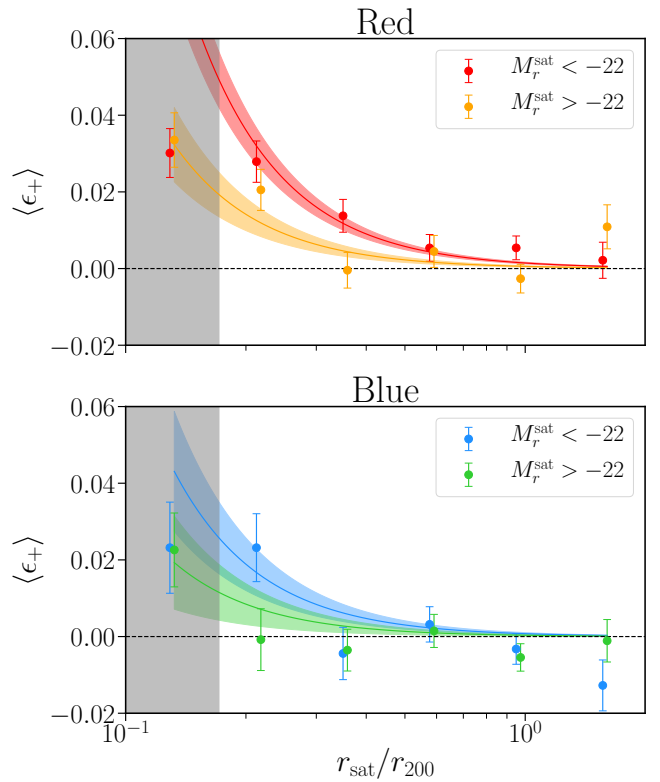 Red
0.06
0.04
0.02
0.00
−0.02
⟨ϵ₊⟩
M_r^sat < −22
M_r^sat > −22
Blue
0.06
0.04
0.02
0.00
−0.02
⟨ϵ₊⟩
M_r^sat < −22
M_r^sat > −22
10⁻¹
10⁰
r_sat/r_200